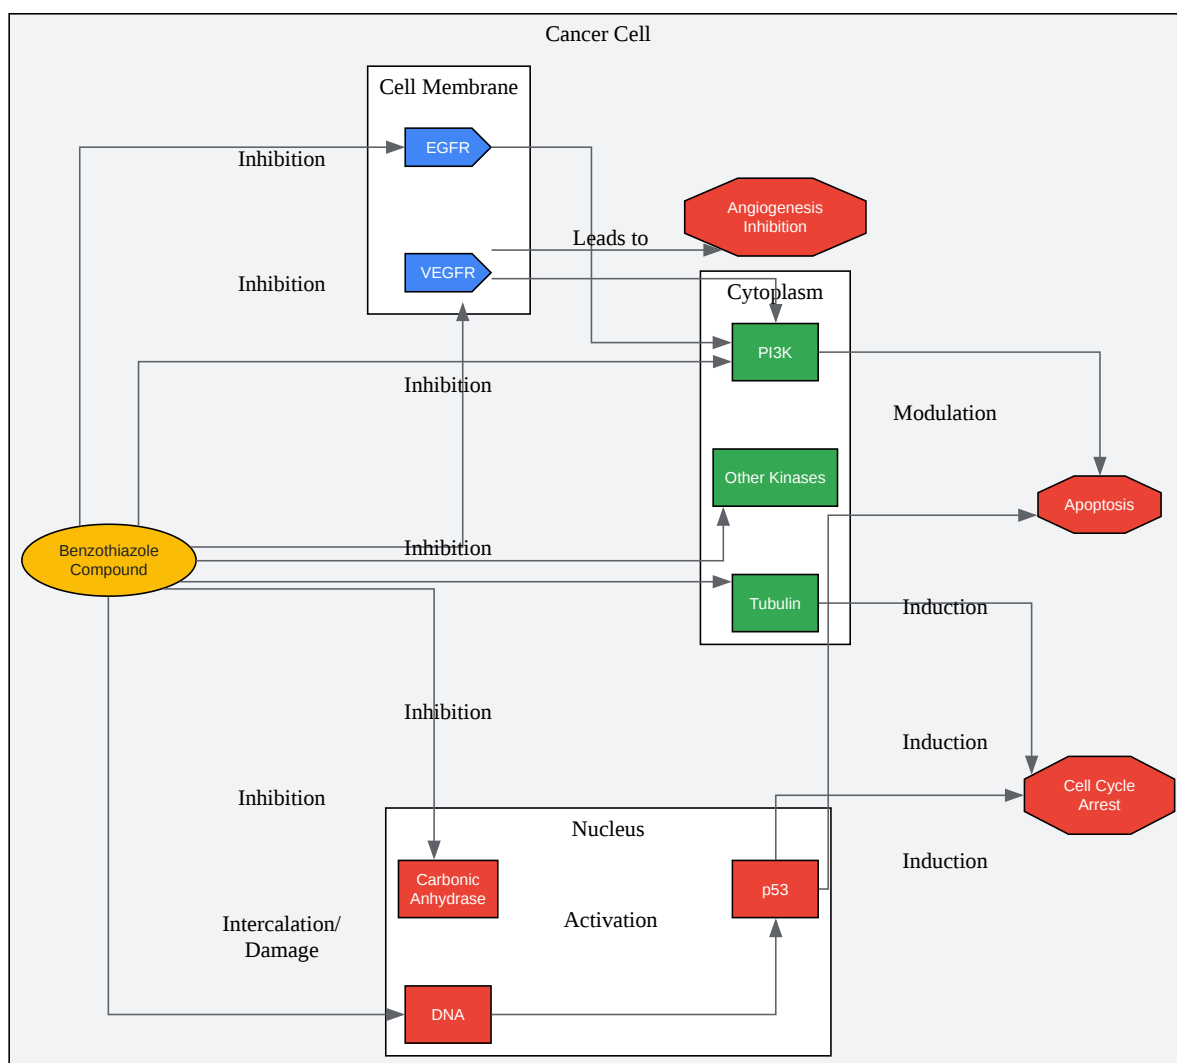 Cancer Cell
Cell Membrane
EGFR
Inhibition
Angiogenesis
Inhibition
Leads to
VEGFR
Inhibition
Cytoplasm
PI3K
Inhibition
Modulation
Other Kinases
Apoptosis
Benzothiazole
Compound
Inhibition
Tubulin
Induction
Inhibition
Induction
Cell Cycle
Arrest
Inhibition
Nucleus
Induction
Carbonic
Anhydrase
p53
Activation
Intercalation/
Damage
DNA